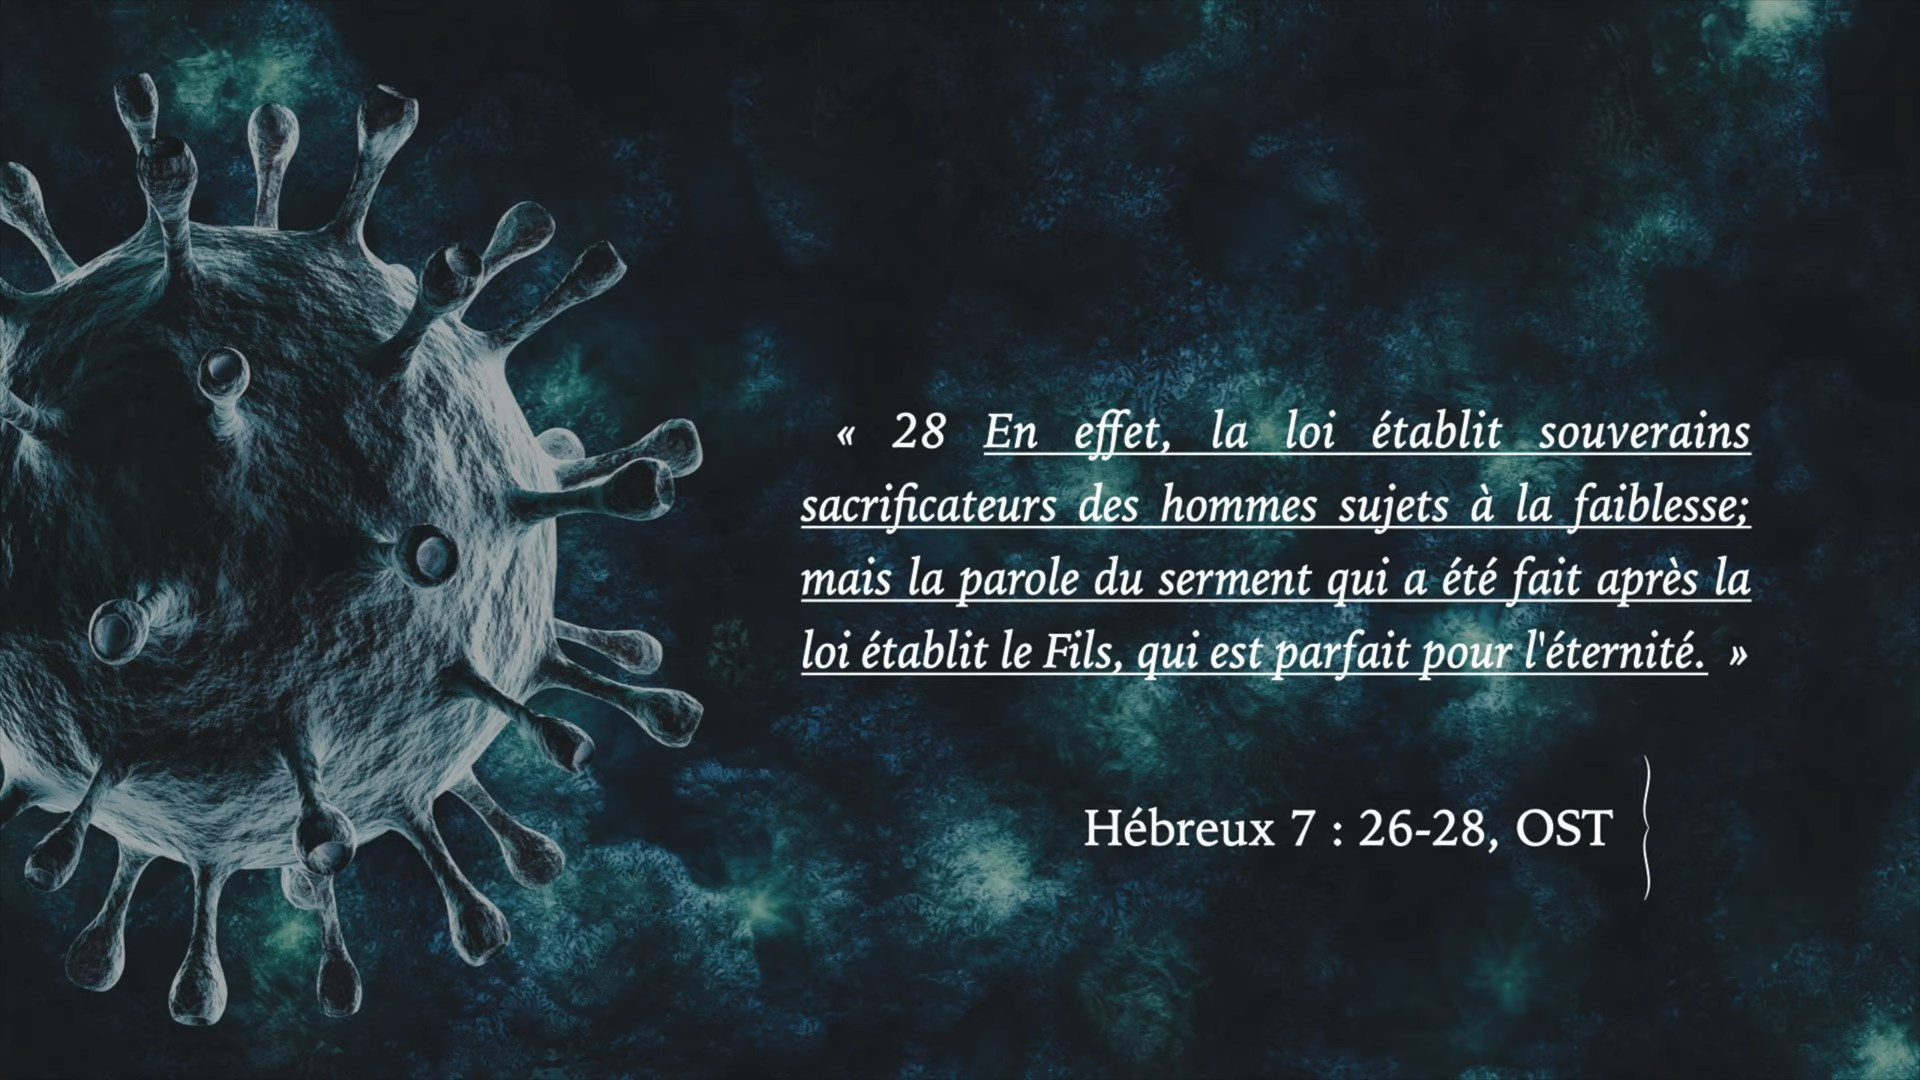 « 28 En effet, la loi établit souverains
sacrificateurs des hommes sujets à la faiblesse;
mais la parole du serment qui a été fait après la
loi établit le Fils, qui est parfait pour l'éternité. »
Hébreux 7 : 26-28, OST